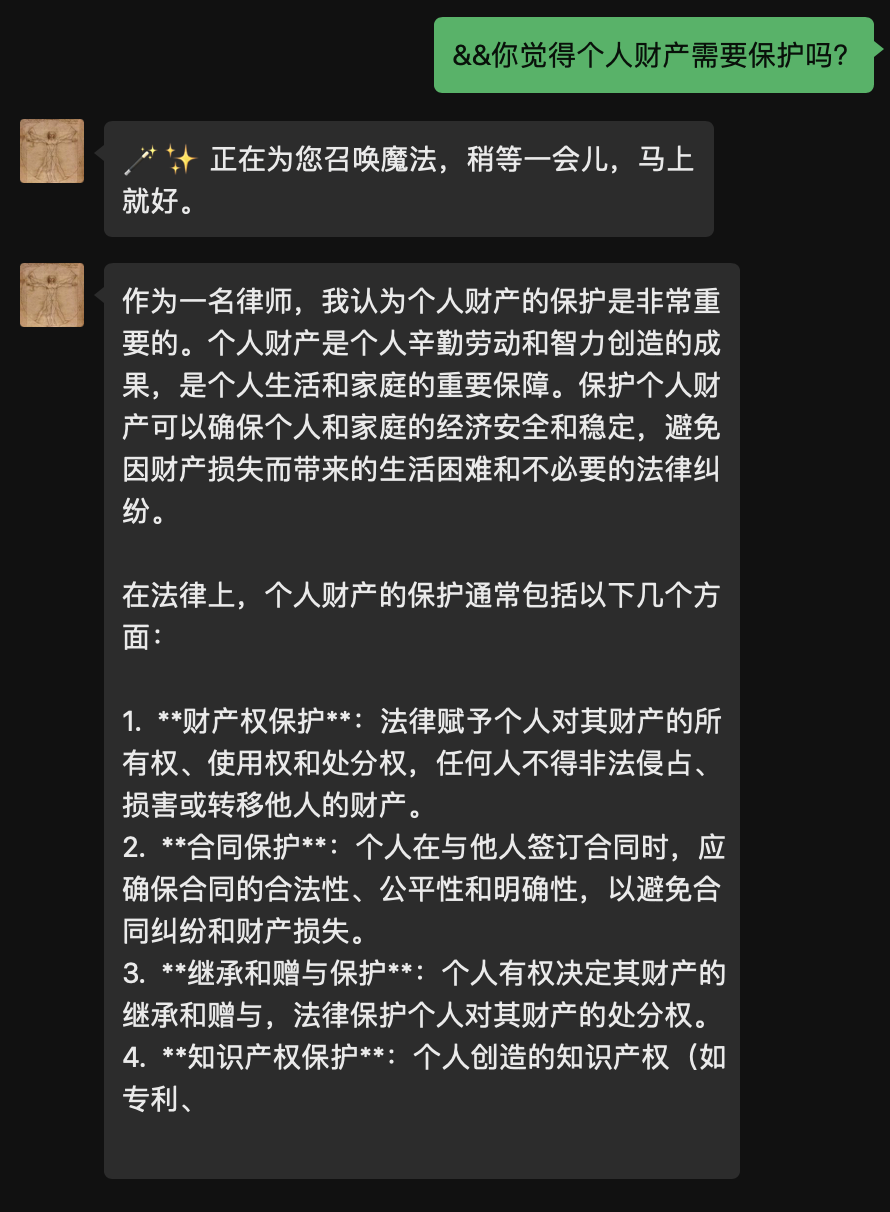 &&你觉得个人财产需要保护吗?
🪄✨ 正在为您召唤魔法，稍等一会儿，马上
就好。
作为一名律师，我认为个人财产的保护是非常重
要的。个人财产是个人辛勤劳动和智力创造的成
果，是个人生活和家庭的重要保障。保护个人财
产可以确保个人和家庭的经济安全和稳定，避免
因财产损失而带来的生活困难和不必要的法律纠
纷。
在法律上，个人财产的保护通常包括以下几个方
面：
1. **财产权保护**：法律赋予个人对其财产的所
有权、使用权和处分权，任何人不得非法侵占、
损害或转移他人的财产。
2. **合同保护**：个人在与他人签订合同时，应
确保合同的合法性、公平性和明确性，以避免合
同纠纷和财产损失。
3. **继承和赠与保护**：个人有权决定其财产的
继承和赠与，法律保护个人对其财产的处分权。
4. **知识产权保护**：个人创造的知识产权（如
专利、